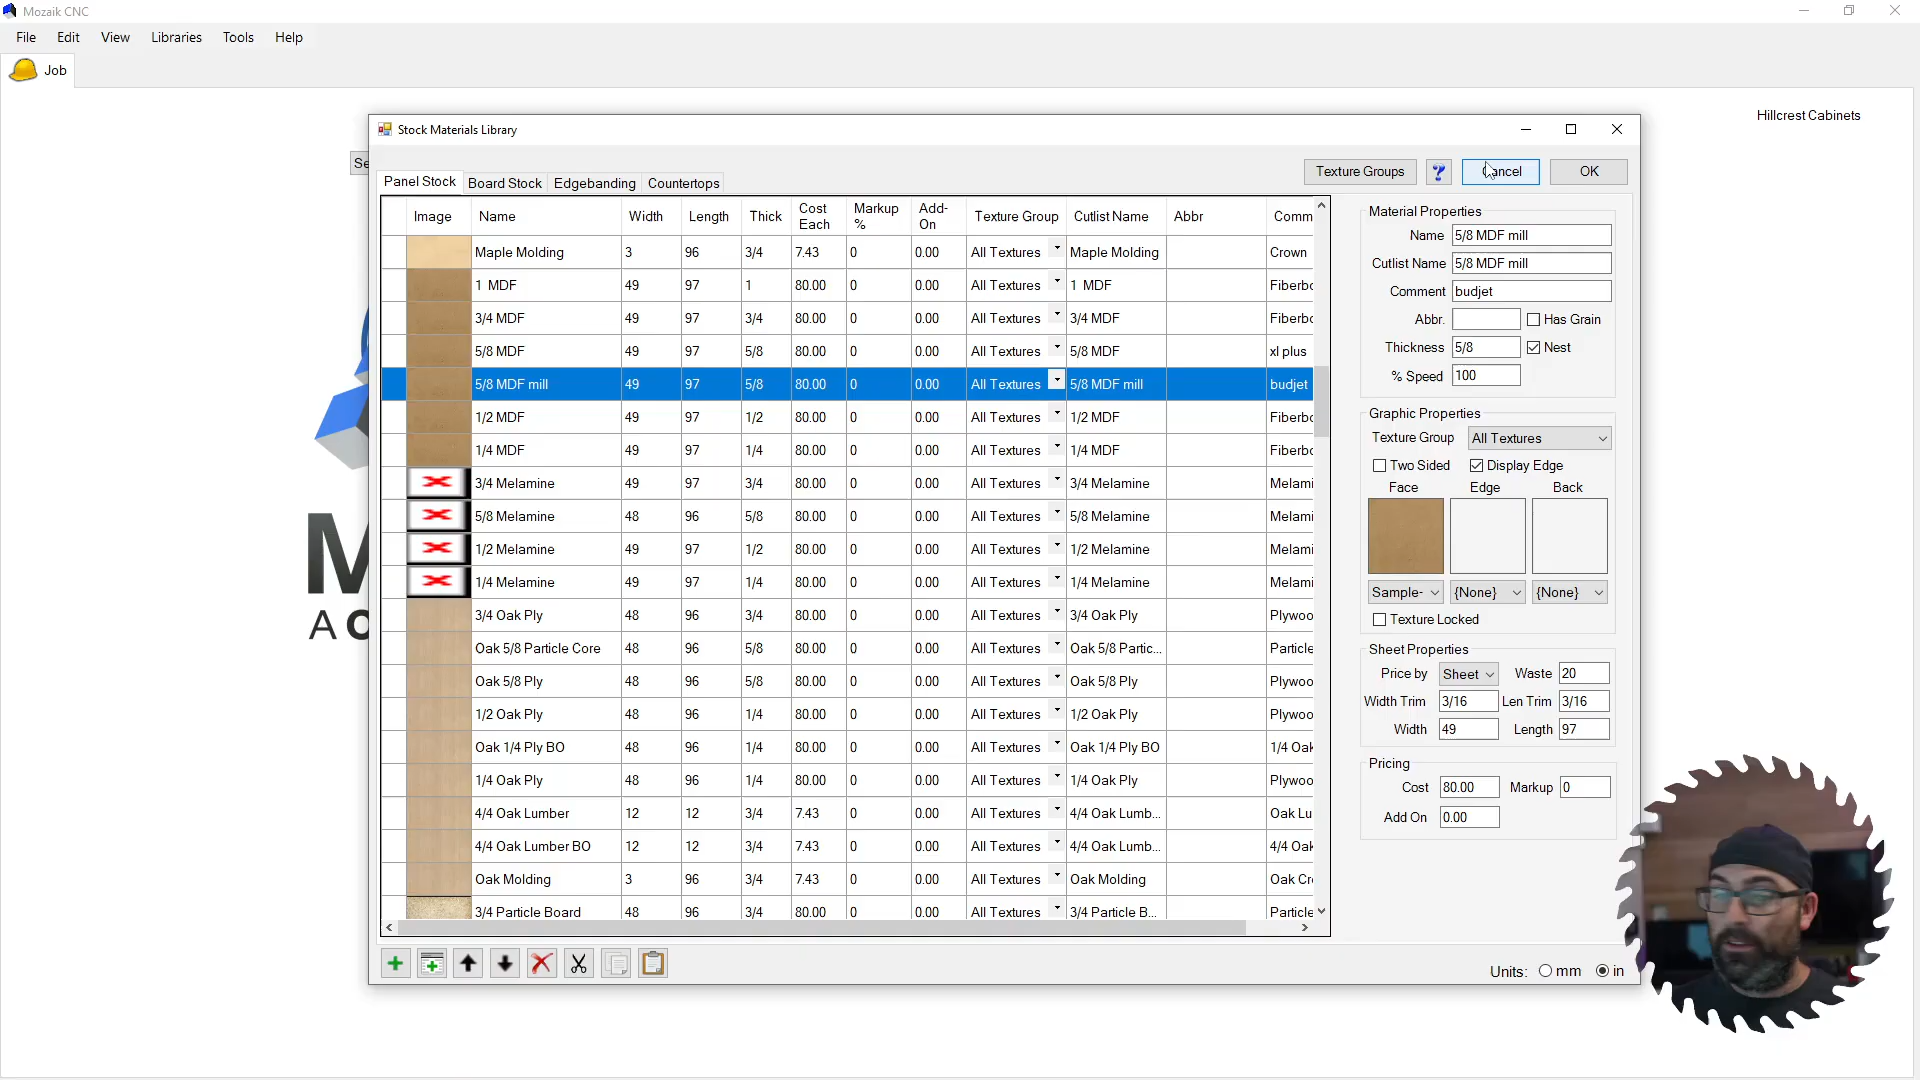 Mozaik CNC
File Edit View Libraries Tools Help
Job
Hillcrest Cabinets
Stock Materials Library
Texture Groups ? Cancel OK
Panel Stock Board Stock Edgebanding Countertops
Image Name Width Length Thick Cost Each Markup % Add-On Texture Group Cutlist Name Abbr Comm
Maple Molding 3 96 3/4 7.43 0 0.00 All Textures Maple Molding Crown
1 MDF 49 97 1 80.00 0 0.00 All Textures 1 MDF Fiberbo
3/4 MDF 49 97 3/4 80.00 0 0.00 All Textures 3/4 MDF Fiberbo
5/8 MDF 49 97 5/8 80.00 0 0.00 All Textures 5/8 MDF xl plus
5/8 MDF mill 49 97 5/8 80.00 0 0.00 All Textures 5/8 MDF mill budjet
1/2 MDF 49 97 1/2 80.00 0 0.00 All Textures 1/2 MDF Fiberbo
1/4 MDF 49 97 1/4 80.00 0 0.00 All Textures 1/4 MDF Fiberbo
3/4 Melamine 49 97 3/4 80.00 0 0.00 All Textures 3/4 Melamine Melami
5/8 Melamine 48 96 5/8 80.00 0 0.00 All Textures 5/8 Melamine Melami
1/2 Melamine 49 97 1/2 80.00 0 0.00 All Textures 1/2 Melamine Melami
1/4 Melamine 49 97 1/4 80.00 0 0.00 All Textures 1/4 Melamine Melami
3/4 Oak Ply 48 96 3/4 80.00 0 0.00 All Textures 3/4 Oak Ply Plywoo
Oak 5/8 Particle Core 48 96 5/8 80.00 0 0.00 All Textures Oak 5/8 Partic... Particle
Oak 5/8 Ply 48 96 5/8 80.00 0 0.00 All Textures Oak 5/8 Ply Plywoo
1/2 Oak Ply 48 96 1/4 80.00 0 0.00 All Textures 1/2 Oak Ply Plywoo
Oak 1/4 Ply BO 48 96 1/4 80.00 0 0.00 All Textures Oak 1/4 Ply BO 1/4 Oak
1/4 Oak Ply 48 96 1/4 80.00 0 0.00 All Textures 1/4 Oak Ply Plywoo
4/4 Oak Lumber 12 12 3/4 7.43 0 0.00 All Textures 4/4 Oak Lumb... Oak Lu
4/4 Oak Lumber BO 12 12 3/4 7.43 0 0.00 All Textures 4/4 Oak Lumb... 4/4 Oak
Oak Molding 3 96 3/4 7.43 0 0.00 All Textures Oak Molding Oak Cr
3/4 Particle Board 48 96 3/4 80.00 0 0.00 All Textures 3/4 Particle B... Particle
Material Properties
Name 5/8 MDF mill
Cutlist Name 5/8 MDF mill
Comment budjet
Abbr. Has Grain
Thickness 5/8 Nest
% Speed 100
Graphic Properties
Texture Group All Textures
Two Sided Display Edge
Face Edge Back
Sample- {None} {None}
Texture Locked
Sheet Properties
Price by Sheet Waste 20
Width Trim 3/16 Len Trim 3/16
Width 49 Length 97
Pricing
Cost 80.00 Markup 0
Add On 0.00
Units: mm in
Se
M
A